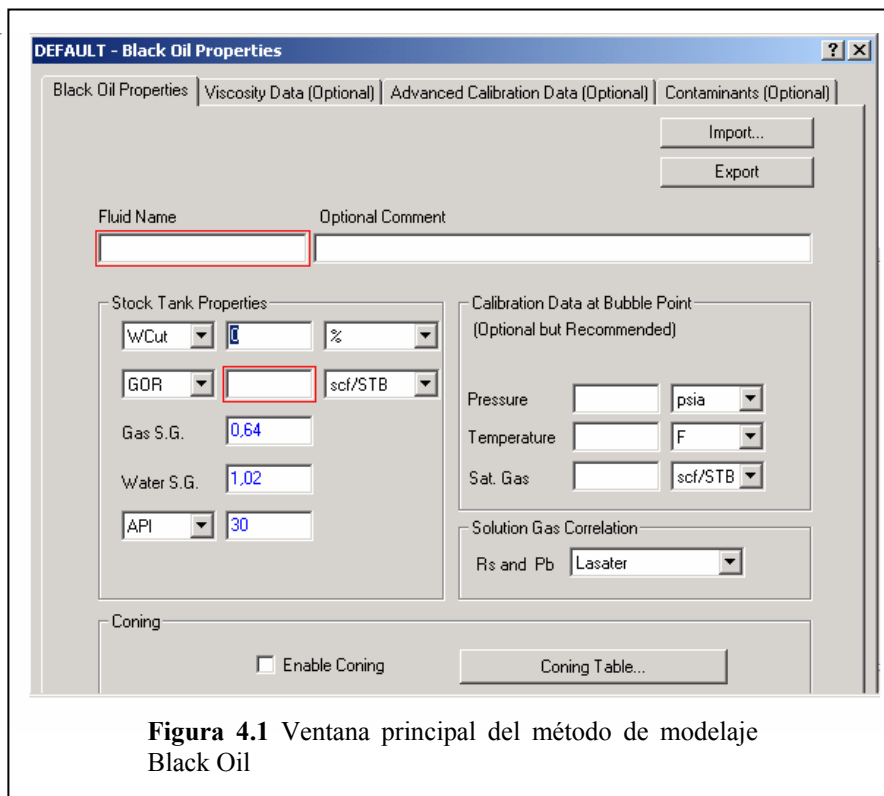 DEFAULT - Black Oil Properties
Black Oil Properties Viscosity Data (Optional) Advanced Calibration Data (Optional) Contaminants (Optional)
Import...
Export
Fluid Name Optional Comment
Stock Tank Properties
WCut 0 %
GOR scf/STB
Gas S.G. 0,64
Water S.G. 1,02
API 30
Calibration Data at Bubble Point
(Optional but Recommended)
Pressure psia
Temperature F
Sat. Gas scf/STB
Solution Gas Correlation
Rs and Pb Lasater
Coning
Enable Coning Coning Table...
Figura 4.1 Ventana principal del método de modelaje
Black Oil